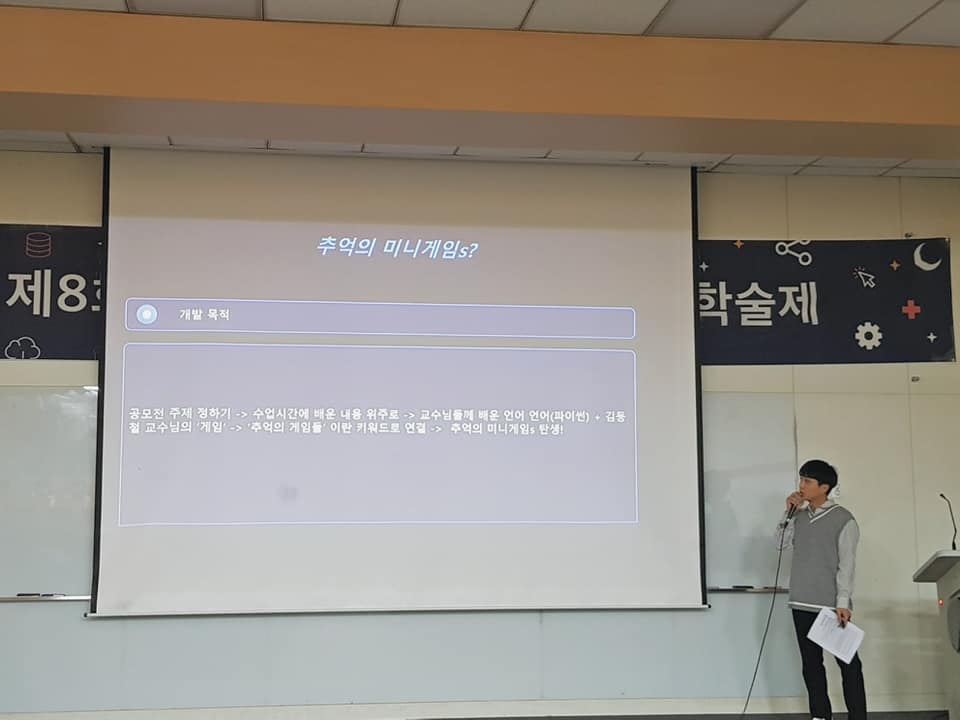 추억의 미니게임s?
제8회
학술제
개발 목적
공모전 주제 정하기 -> 수업시간에 배운 내용 위주로 -> 교수님들께 배운 언어 언어(파이썬) + 김동
철 교수님의 '게임' -> '추억의 게임들' 이란 키워드로 연결 -> 추억의 미니게임s 탄생!